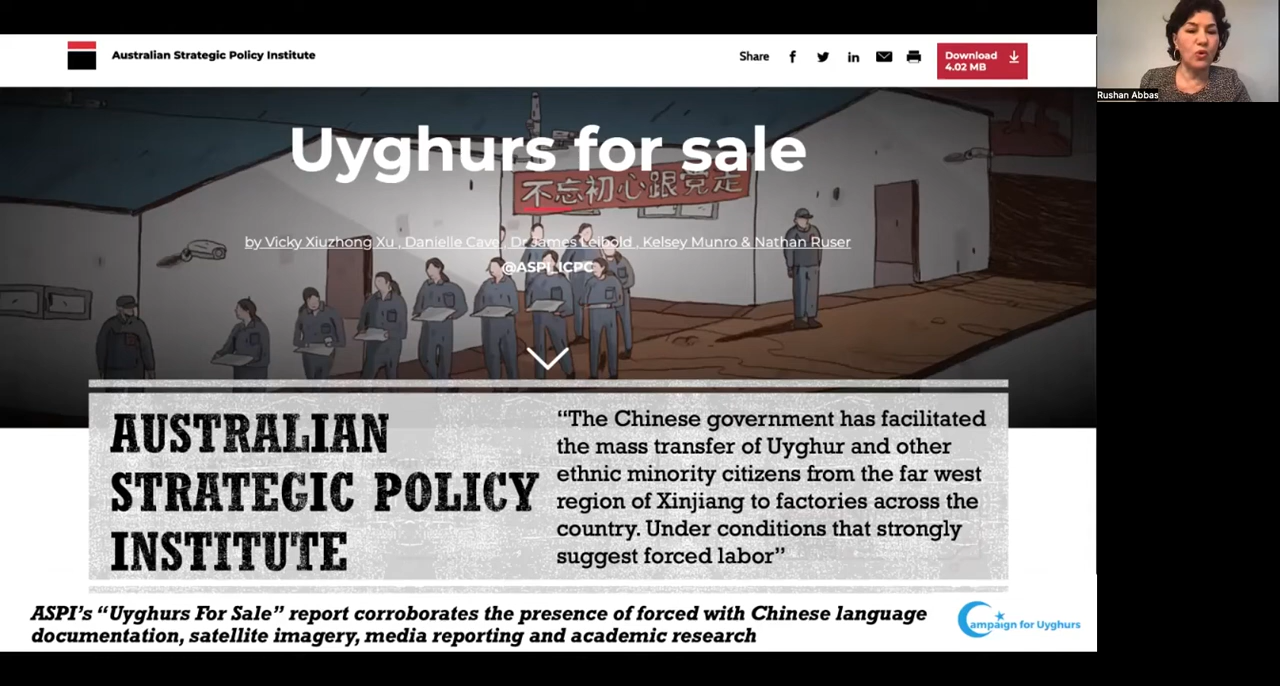 Australian Strategic Policy Institute
Share
Download
4.02 MB
Rushan Abbas
Uyghurs for sale
不忘初心跟党走
by Vicky Xiuzhong Xu , Danielle Cave , Dr James Leibold , Kelsey Munro & Nathan Ruser
@ASPI_ICPC
AUSTRALIAN
STRATEGIC POLICY
INSTITUTE
“The Chinese government has facilitated
the mass transfer of Uyghur and other
ethnic minority citizens from the far west
region of Xinjiang to factories across the
country. Under conditions that strongly
suggest forced labor”
ASPI’s “Uyghurs For Sale” report corroborates the presence of forced with Chinese language
documentation, satellite imagery, media reporting and academic research
Campaign for Uyghurs